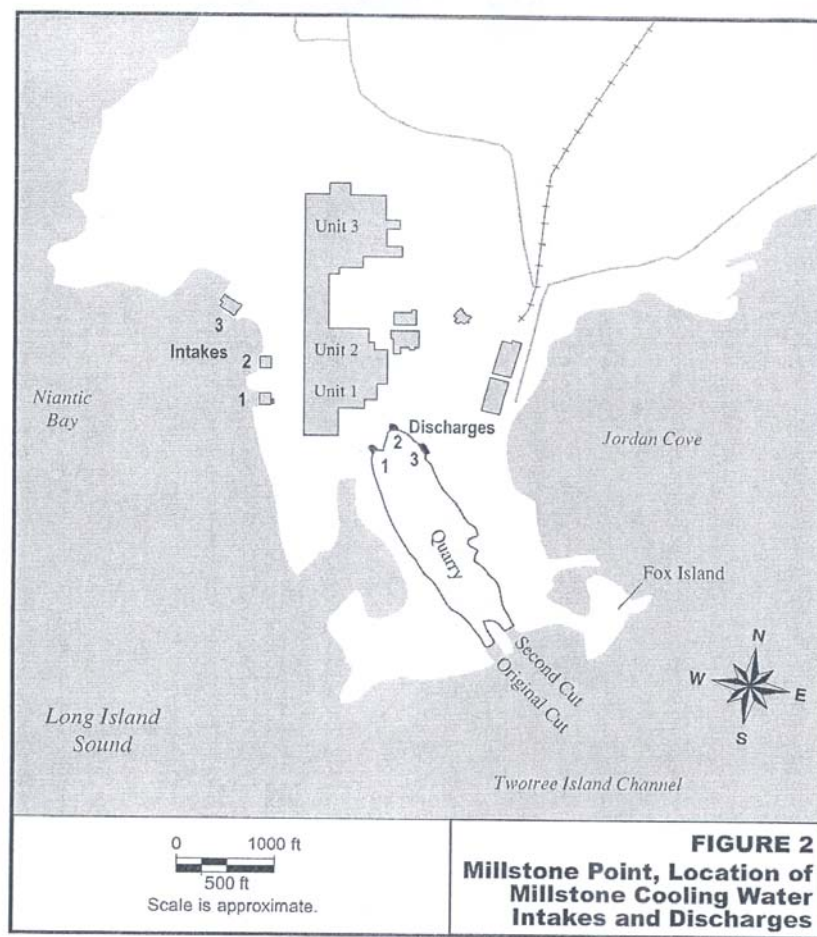 Unit 3
3
Intakes
2
Unit 2
Unit 1
1
Niantic
Bay
Discharges
2
1
3
Jordan Cove
Quarry
Fox Island
Second Cut
Original Cut
N
W
E
S
Long Island
Sound
Twotree Island Channel
0 1000 ft
500 ft
Scale is approximate.
FIGURE 2
Millstone Point, Location of
Millstone Cooling Water
Intakes and Discharges